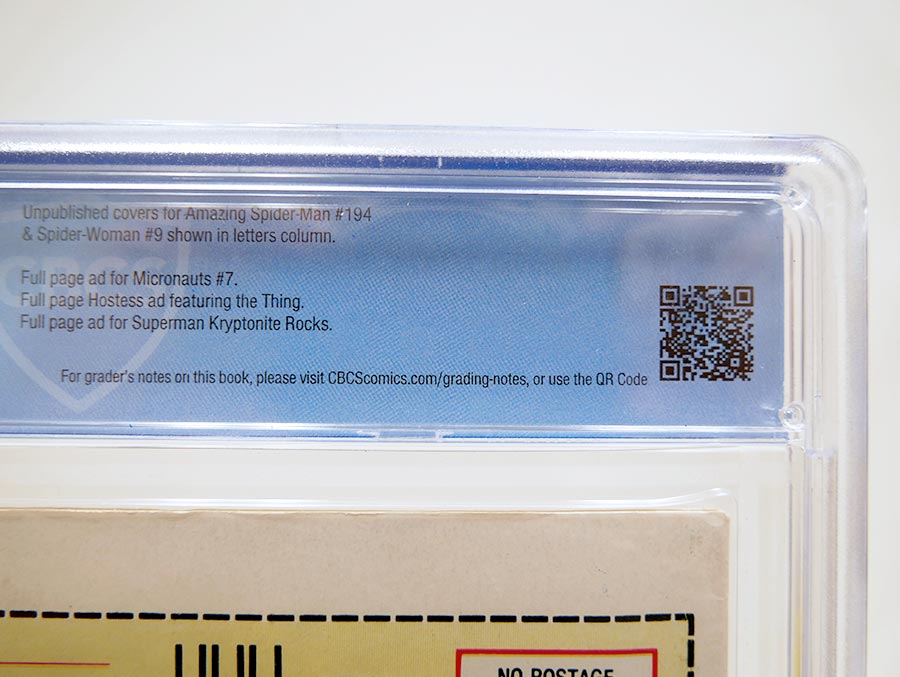 Unpublished covers for Amazing Spider-Man #194
& Spider-Woman #9 shown in letters column.
CBCS
Full page ad for Micronauts #7.
Full page Hostess ad featuring the Thing.
Full page ad for Superman Kryptonite Rocks.
For grader's notes on this book, please visit CBCScomics.com/grading-notes, or use the QR Code
NO POSTAGE